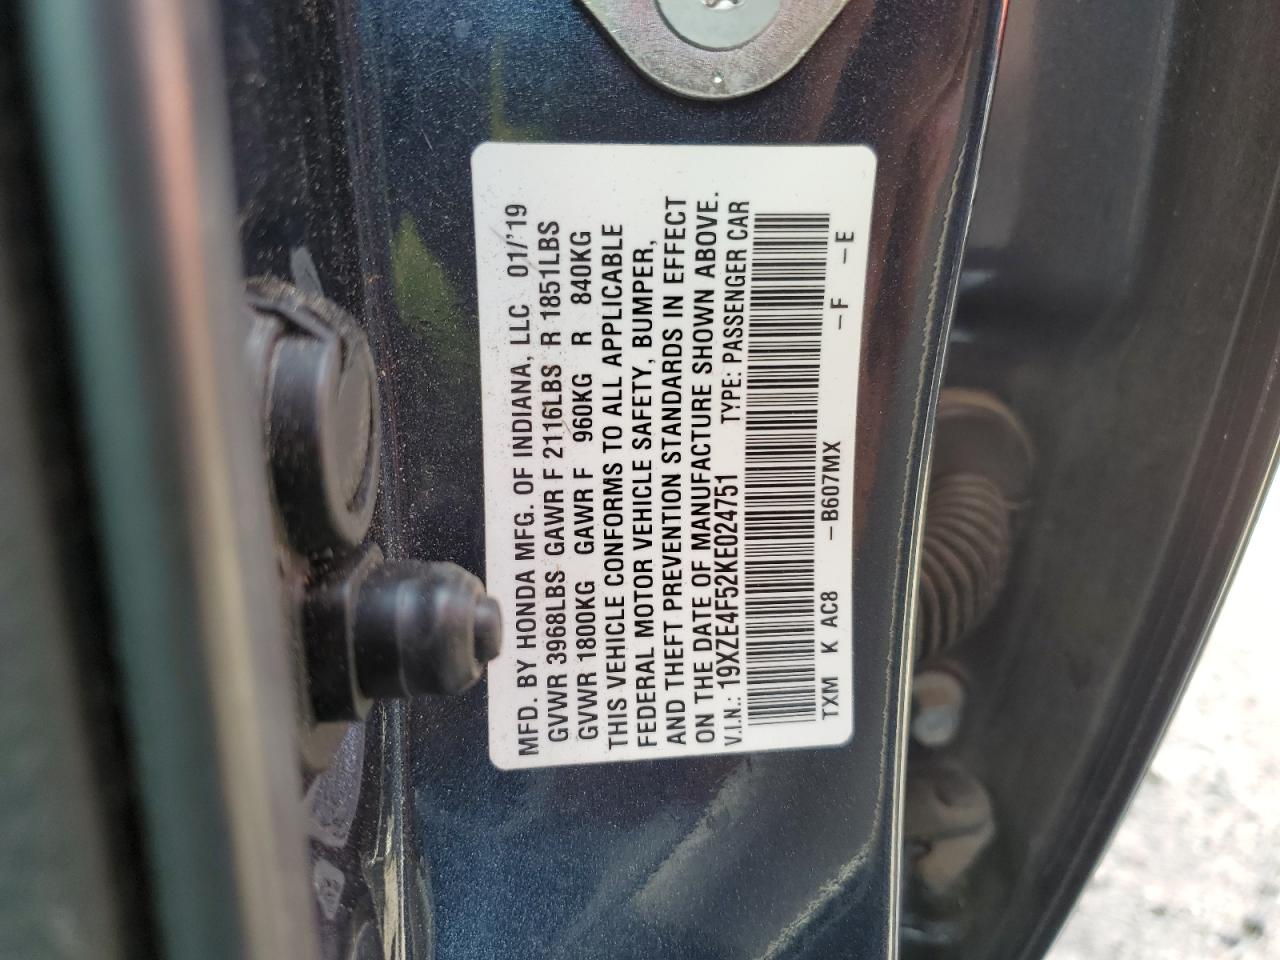 MFD. BY HONDA MFG. OF INDIANA, LLC 01/'19
GVWR 3968LBS GAWR F 2116LBS R 1851LBS
GVWR 1800KG GAWR F 960KG R 840KG
THIS VEHICLE CONFORMS TO ALL APPLICABLE
FEDERAL MOTOR VEHICLE SAFETY, BUMPER,
AND THEFT PREVENTION STANDARDS IN EFFECT
ON THE DATE OF MANUFACTURE SHOWN ABOVE.
V.I.N.: 19XZE4F52KE024751 TYPE: PASSENGER CAR
TXM K AC8 -B607MX -F -E